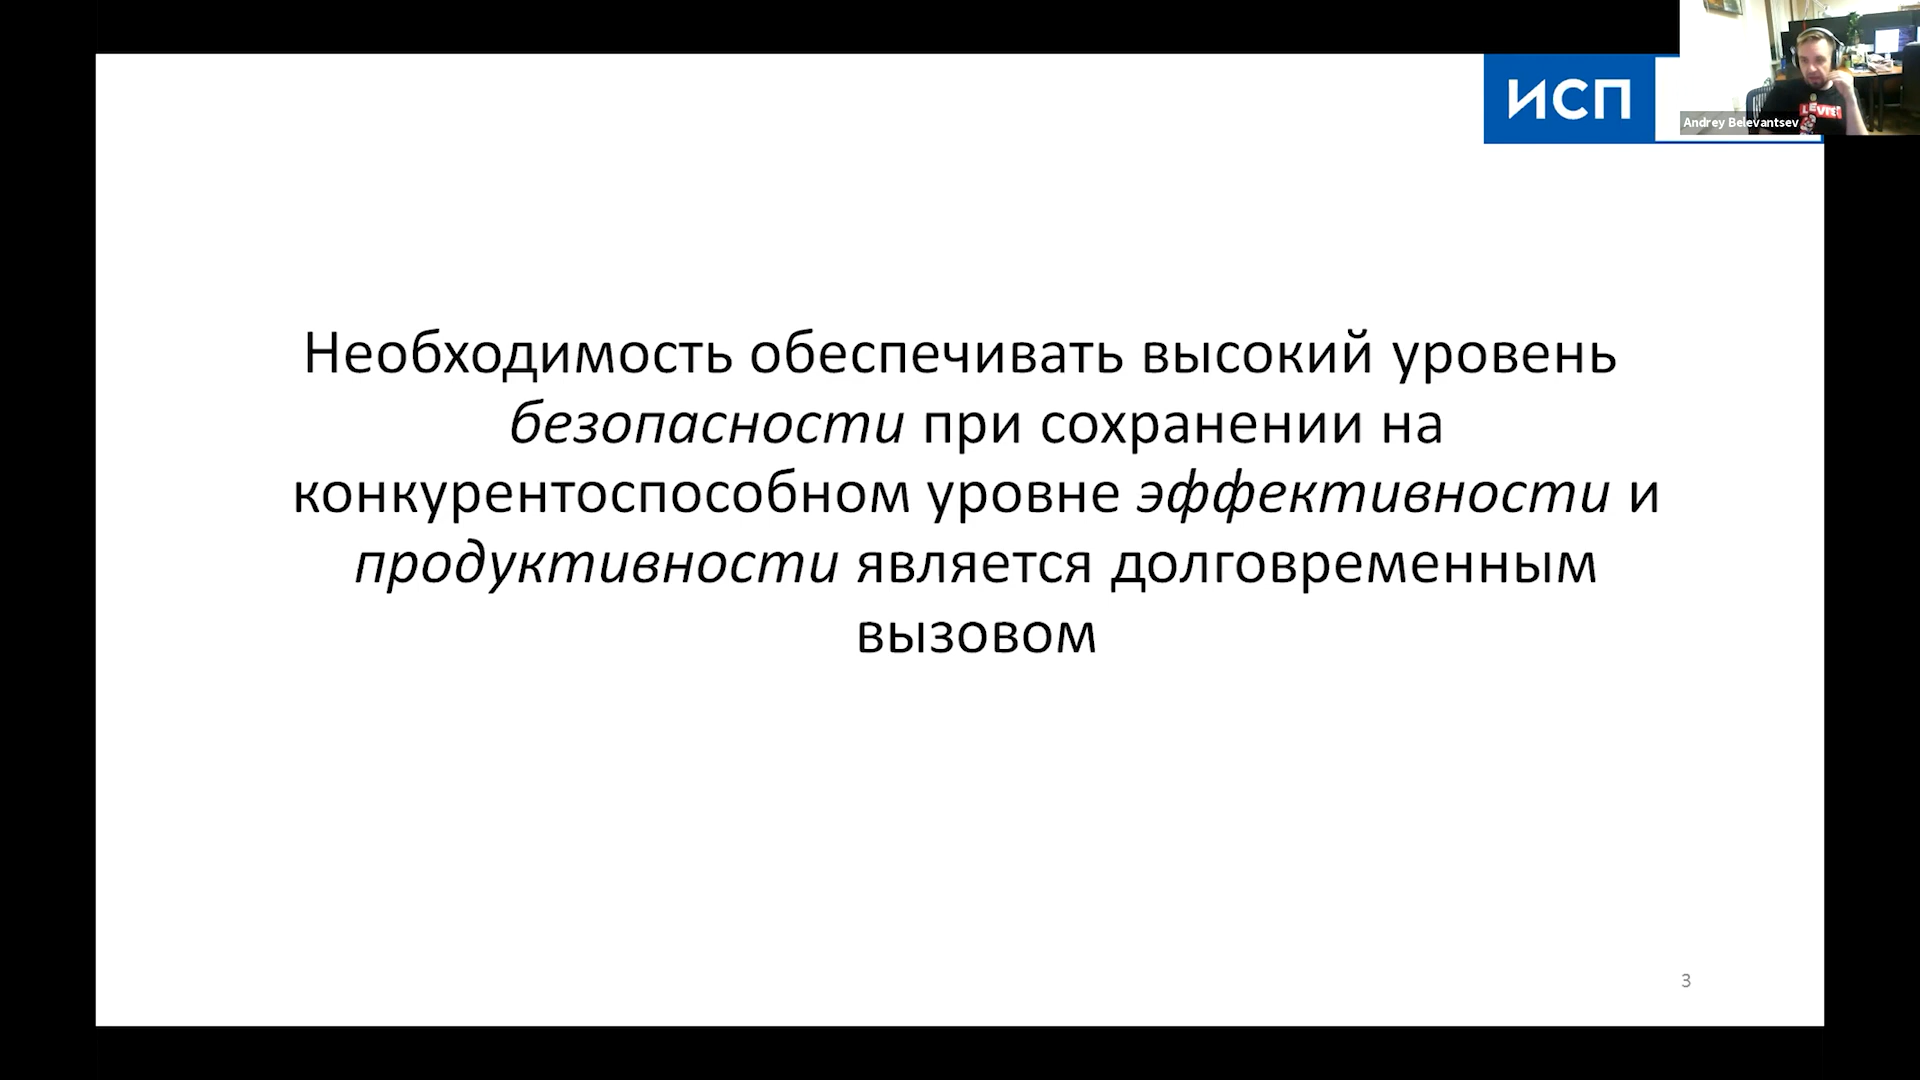 ИСП
Andrey Belevantsev
Необходимость обеспечивать высокий уровень
безопасности при сохранении на
конкурентоспособном уровне эффективности и
продуктивности является долговременным
вызовом
3